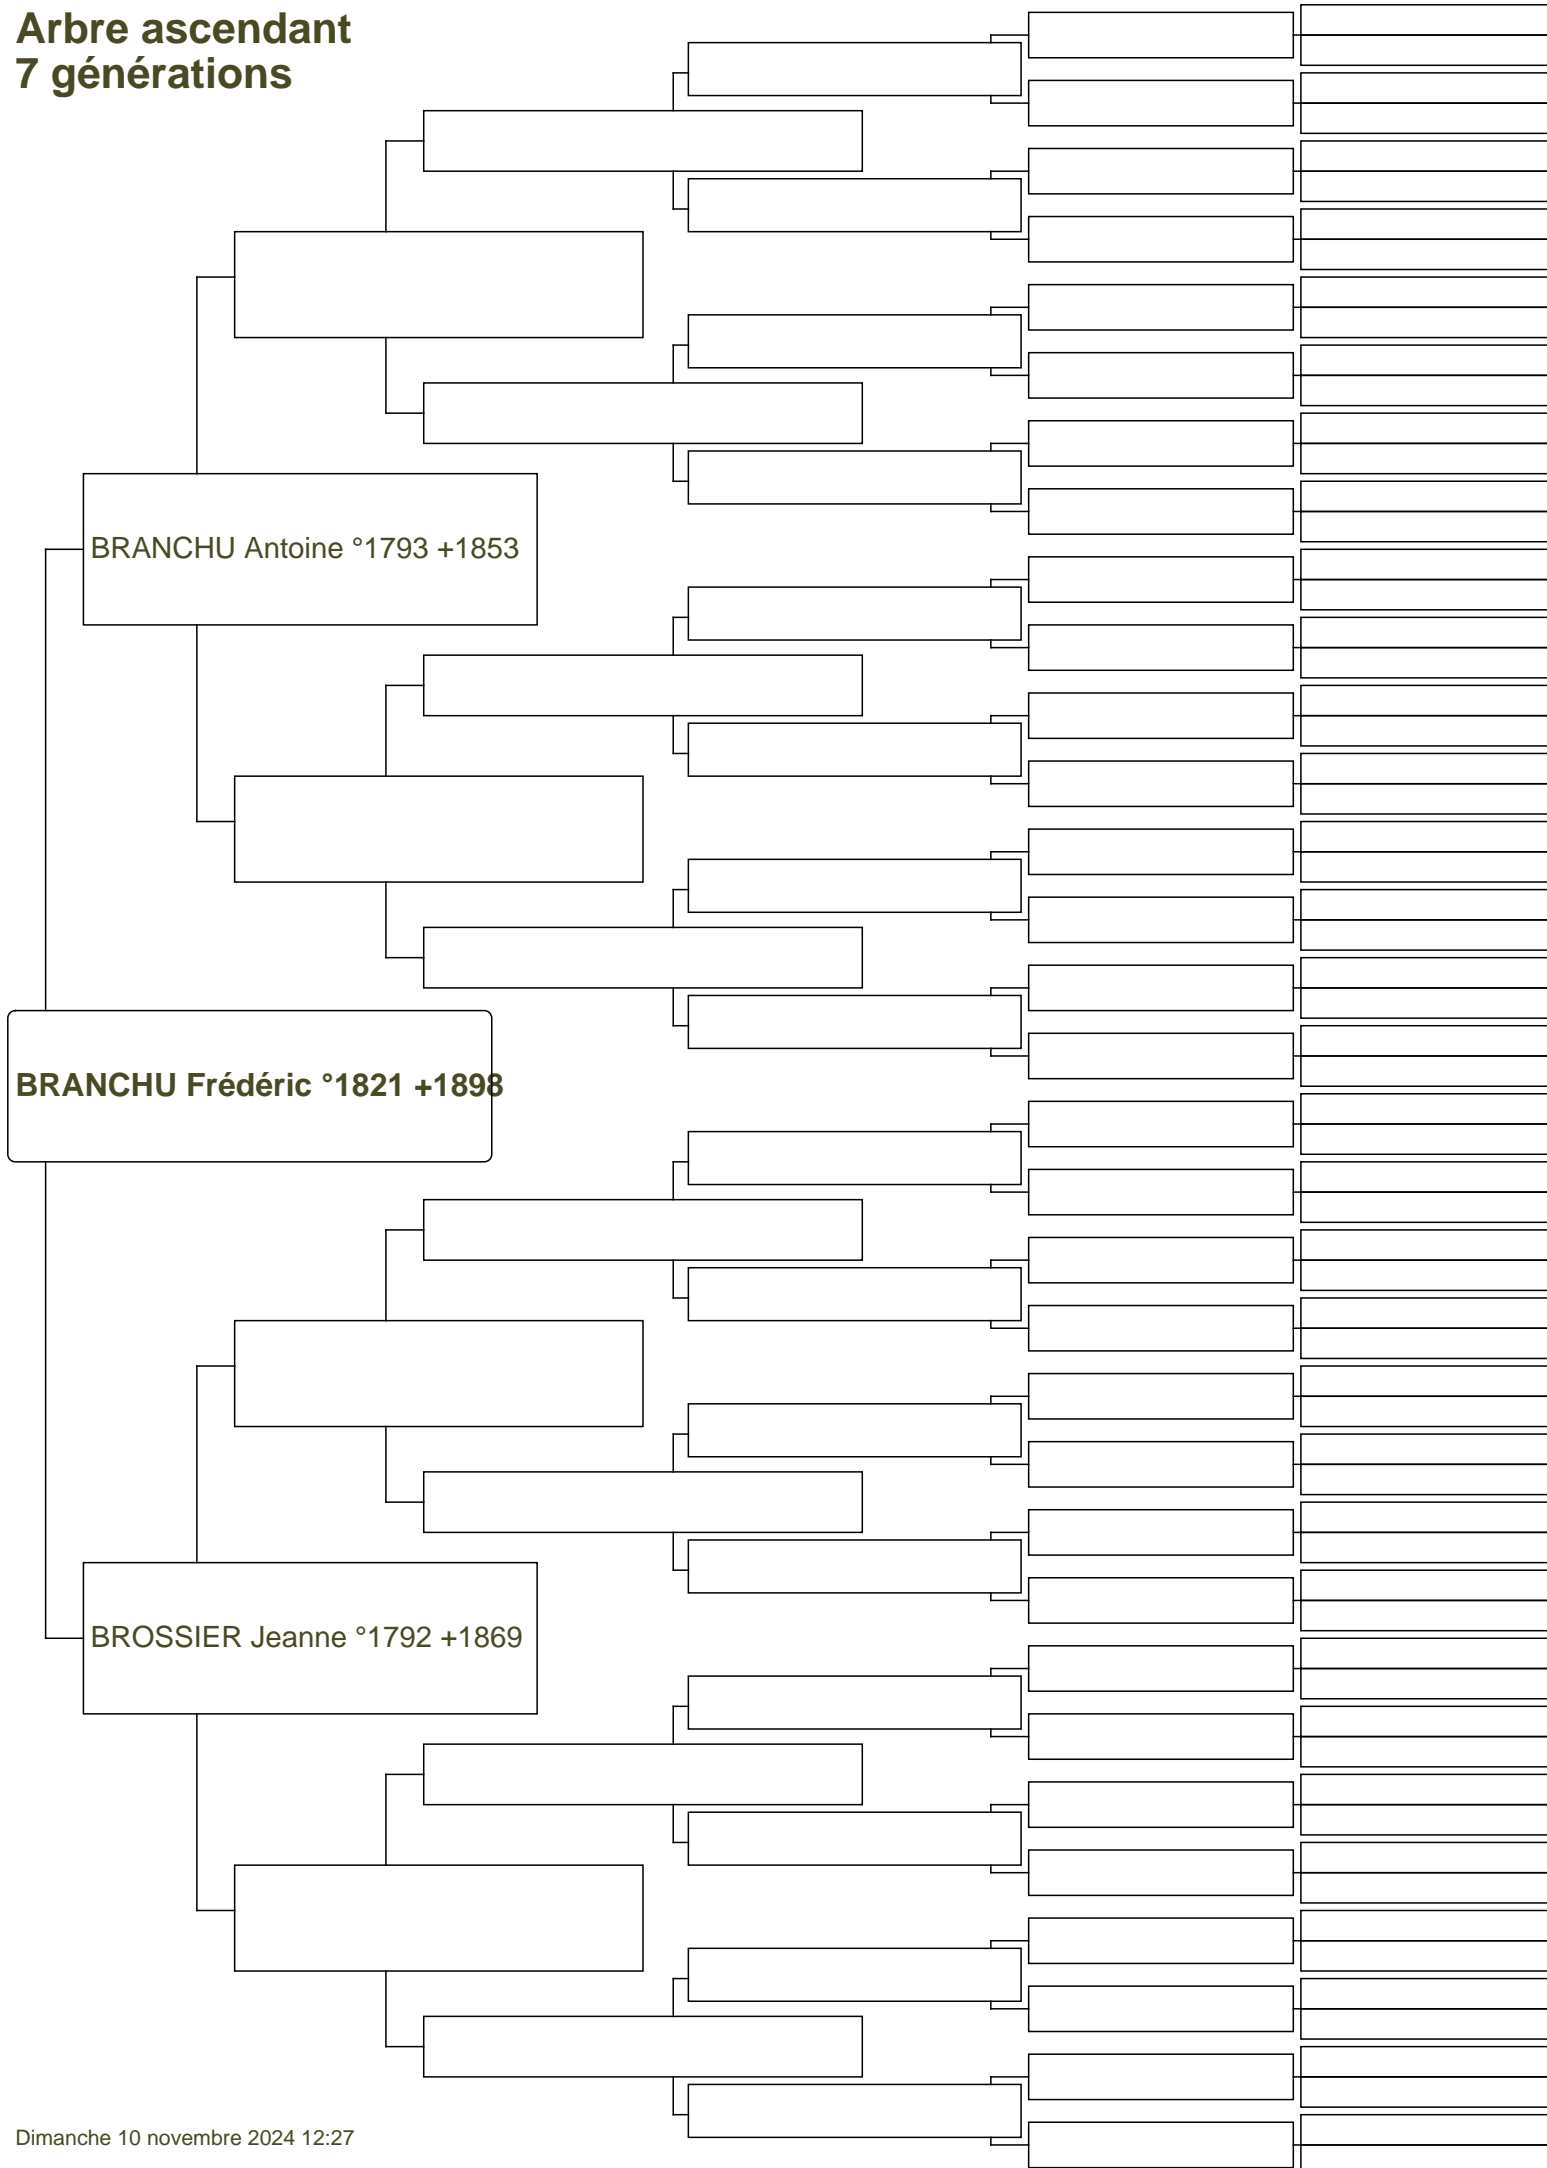 Arbre ascendant
7 générations
BRANCHU Antoine °1793 +1853
BRANCHU Frédéric °1821 +1898
BROSSIER Jeanne °1792 +1869
Dimanche 10 novembre 2024 12:27